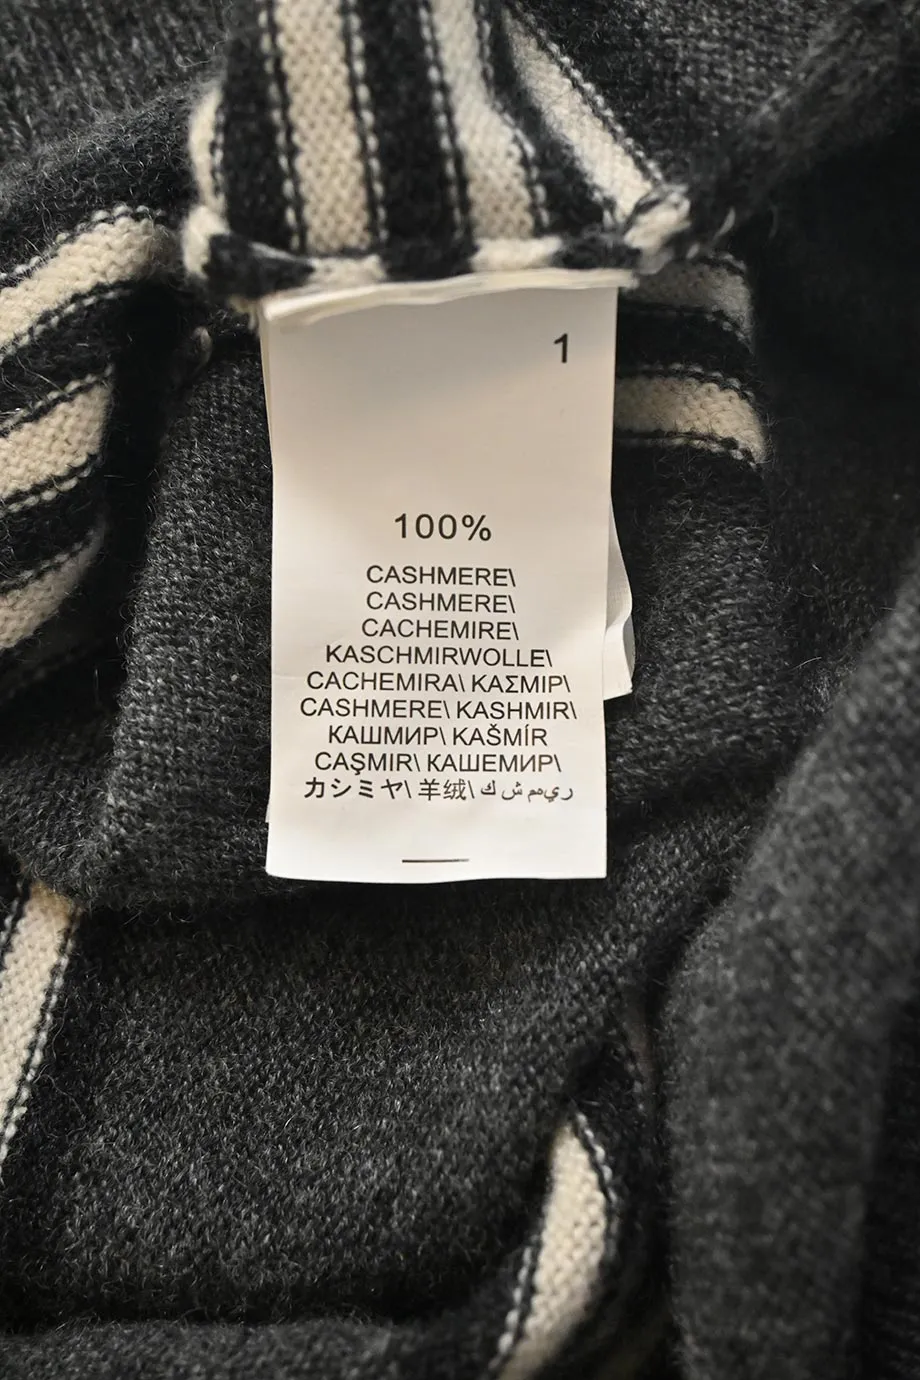 1
100%
CASHMERE\
CASHMERE\
CACHEMIRE\
KASCHMIRWOLLE\
CACHEMIRA\ ΚΑΣΜΙΡ\
CASHMERE\ KASHMIR\
КАШМИР\ KAŠMÍR
CAŞMIR\ КАШЕМИР\
カシミヤ\ 羊绒\ ريمشك